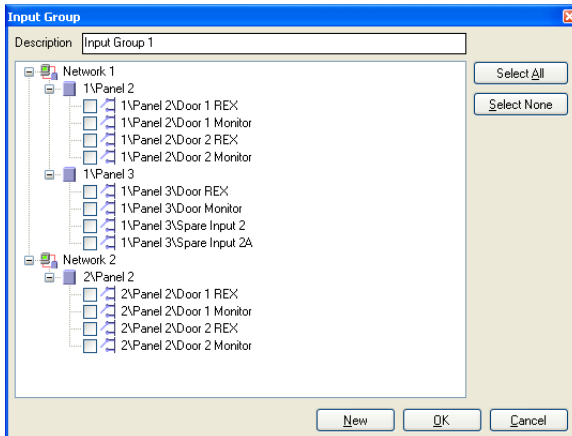 Input Group
Description Input Group 1
Network 1
1\Panel 2
1\Panel 2\Door 1 REX
1\Panel 2\Door 1 Monitor
1\Panel 2\Door 2 REX
1\Panel 2\Door 2 Monitor
1\Panel 3
1\Panel 3\Door REX
1\Panel 3\Door Monitor
1\Panel 3\Spare Input 2
1\Panel 3\Spare Input 2A
Network 2
2\Panel 2
2\Panel 2\Door 1 REX
2\Panel 2\Door 1 Monitor
2\Panel 2\Door 2 REX
2\Panel 2\Door 2 Monitor
Select All
Select None
New OK Cancel